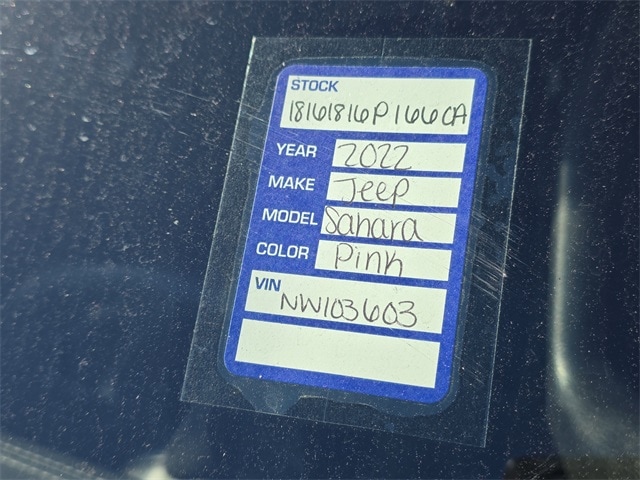 STOCK
18161816P166CA
YEAR 2022
MAKE Jeep
MODEL Sahara
COLOR Pink
VIN
NW103603